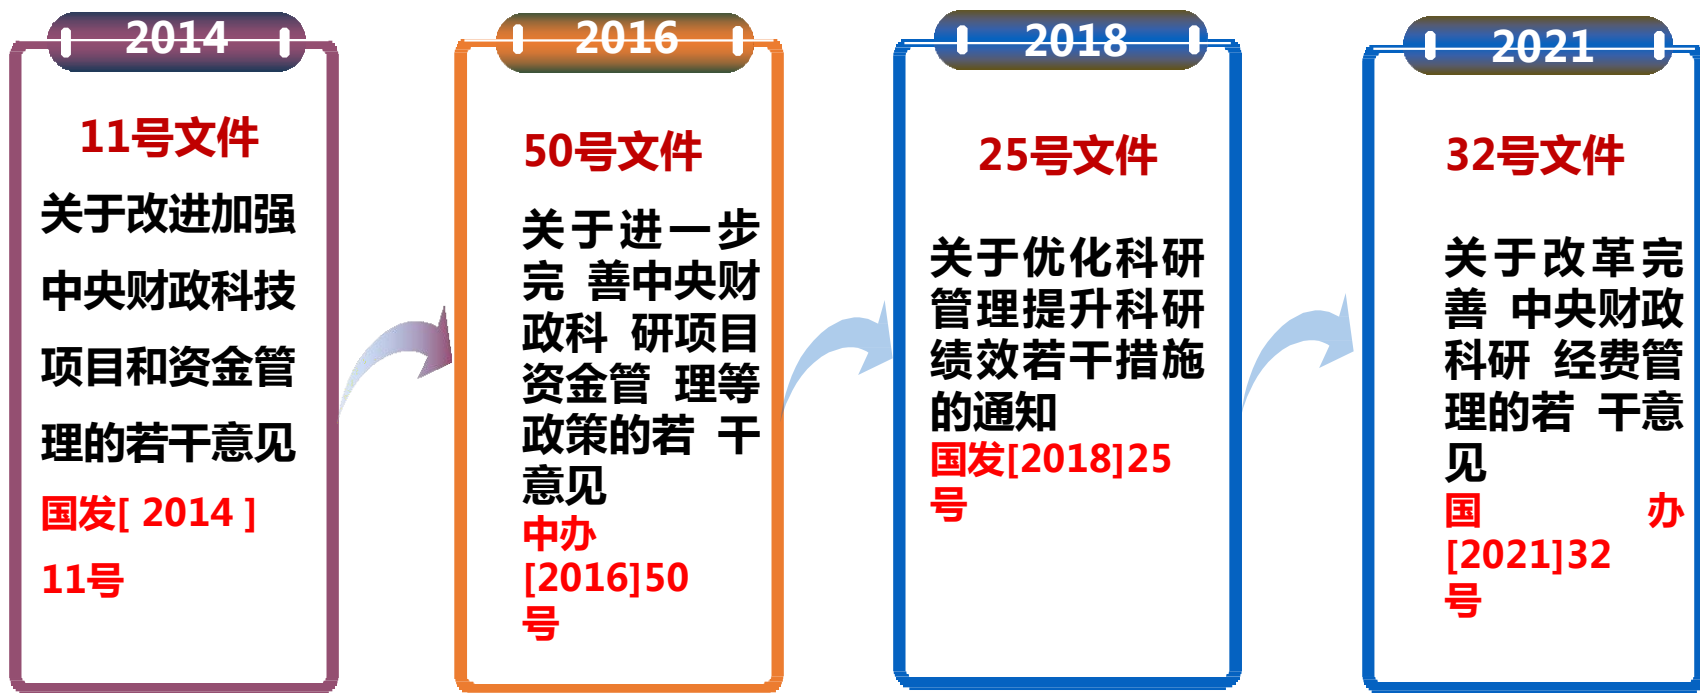 2014
11号文件
关于改进加强
中央财政科技
项目和资金管
理的若干意见
国发[ 2014 ]
11号
2016
50号文件
关于进一步
完 善中央财
政科 研项目
资金管 理等
政策的若 干
意见
中办
[2016]50
号
2018
25号文件
关于优化科研
管理提升科研
绩效若干措施
的通知
国发[2018]25
号
2021
32号文件
关于改革完
善 中央财政
科研 经费管
理的若 干意
见
国 办
[2021]32
号